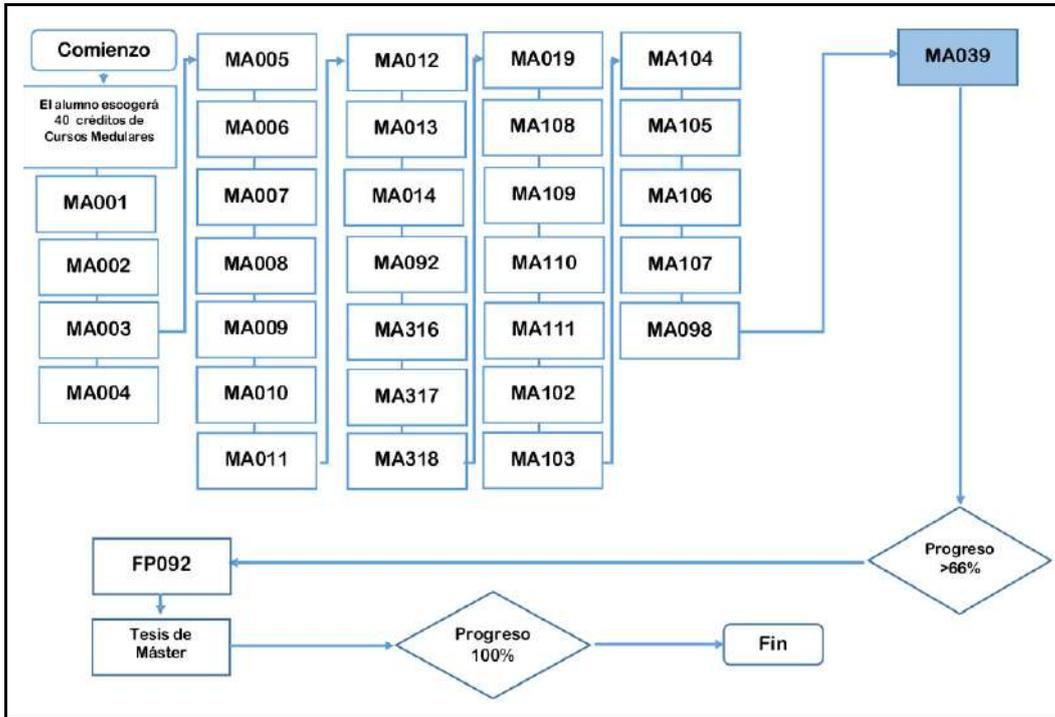 Comienzo
El alumno escogerá
40 créditos de
Cursos Medulares
MA001
MA002
MA003
MA004
MA005
MA006
MA007
MA008
MA009
MA010
MA011
MA012
MA013
MA014
MA092
MA316
MA317
MA318
MA019
MA108
MA109
MA110
MA111
MA102
MA103
MA104
MA105
MA106
MA107
MA098
MA039
Progreso
>66%
FP092
Tesis de
Máster
Progreso
100%
Fin